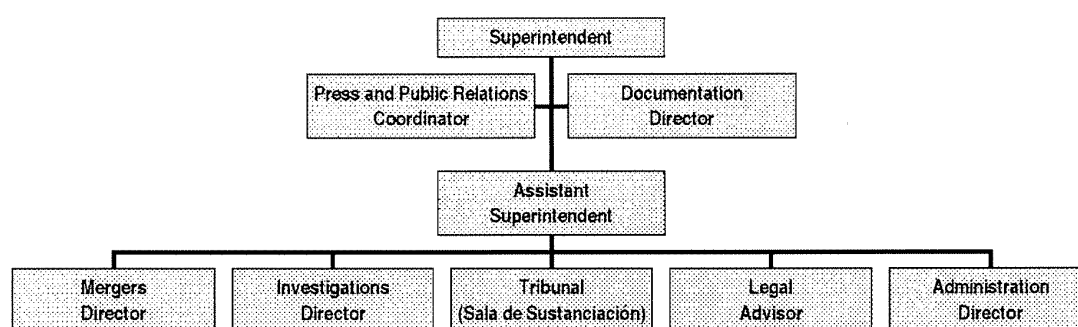 Superintendent
Press and Public Relations
Coordinator
Documentation
Director
Assistant
Superintendent
Mergers
Director
Investigations
Director
Tribunal
(Sala de Sustanciación)
Legal
Advisor
Administration
Director